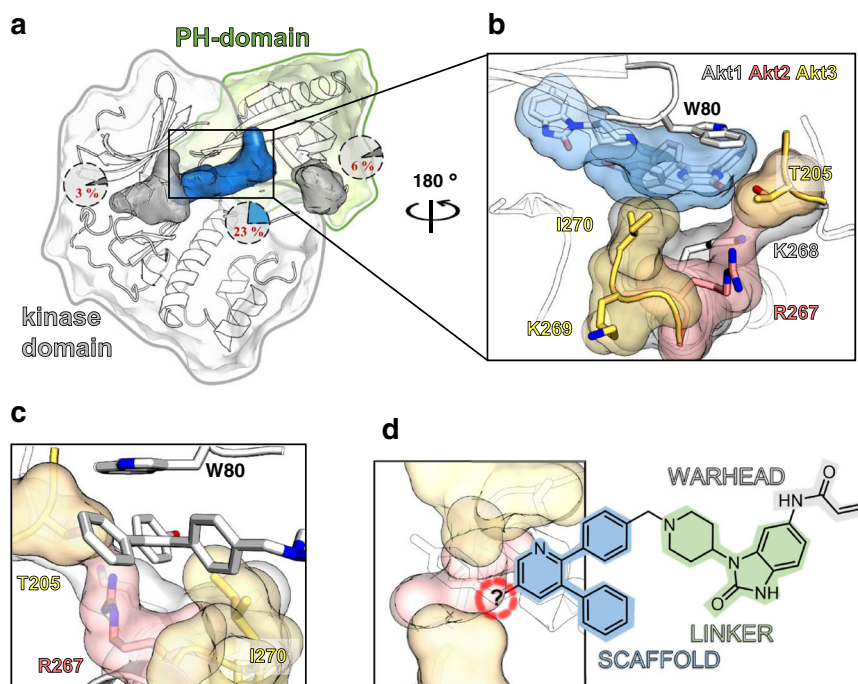 a
PH-domain
3 %
6 %
23 %
kinase
domain
180 °
b
Akt1 Akt2 Akt3
W80
T205
I270
K268
K269
R267
c
W80
T205
R267
I270
d
?
WARHEAD
O
HN
N
N
N
O
NH
LINKER
SCAFFOLD